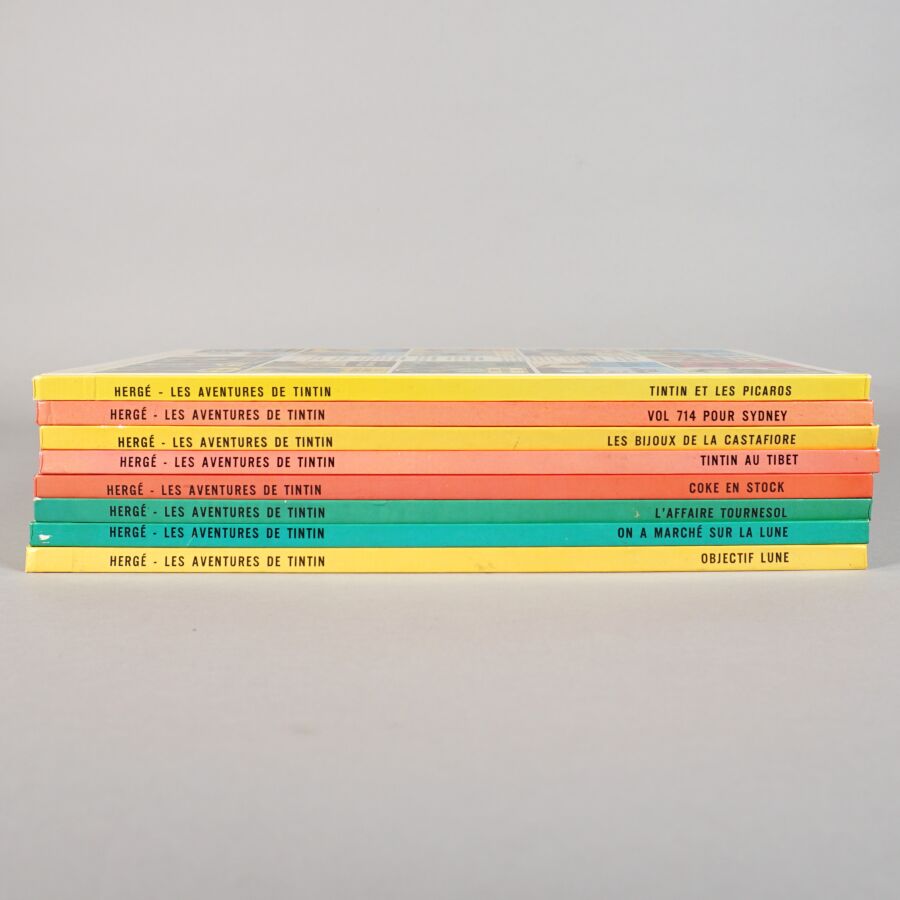 HERGÉ - LES AVENTURES DE TINTIN TINTIN ET LES PICAROS
HERGÉ - LES AVENTURES DE TINTIN VOL 714 POUR SYDNEY
HERGÉ - LES AVENTURES DE TINTIN LES BIJOUX DE LA CASTAFIORE
HERGÉ - LES AVENTURES DE TINTIN TINTIN AU TIBET
HERGÉ - LES AVENTURES DE TINTIN COKE EN STOCK
HERGÉ - LES AVENTURES DE TINTIN L'AFFAIRE TOURNESOL
HERGÉ - LES AVENTURES DE TINTIN ON A MARCHÉ SUR LA LUNE
HERGÉ - LES AVENTURES DE TINTIN OBJECTIF LUNE